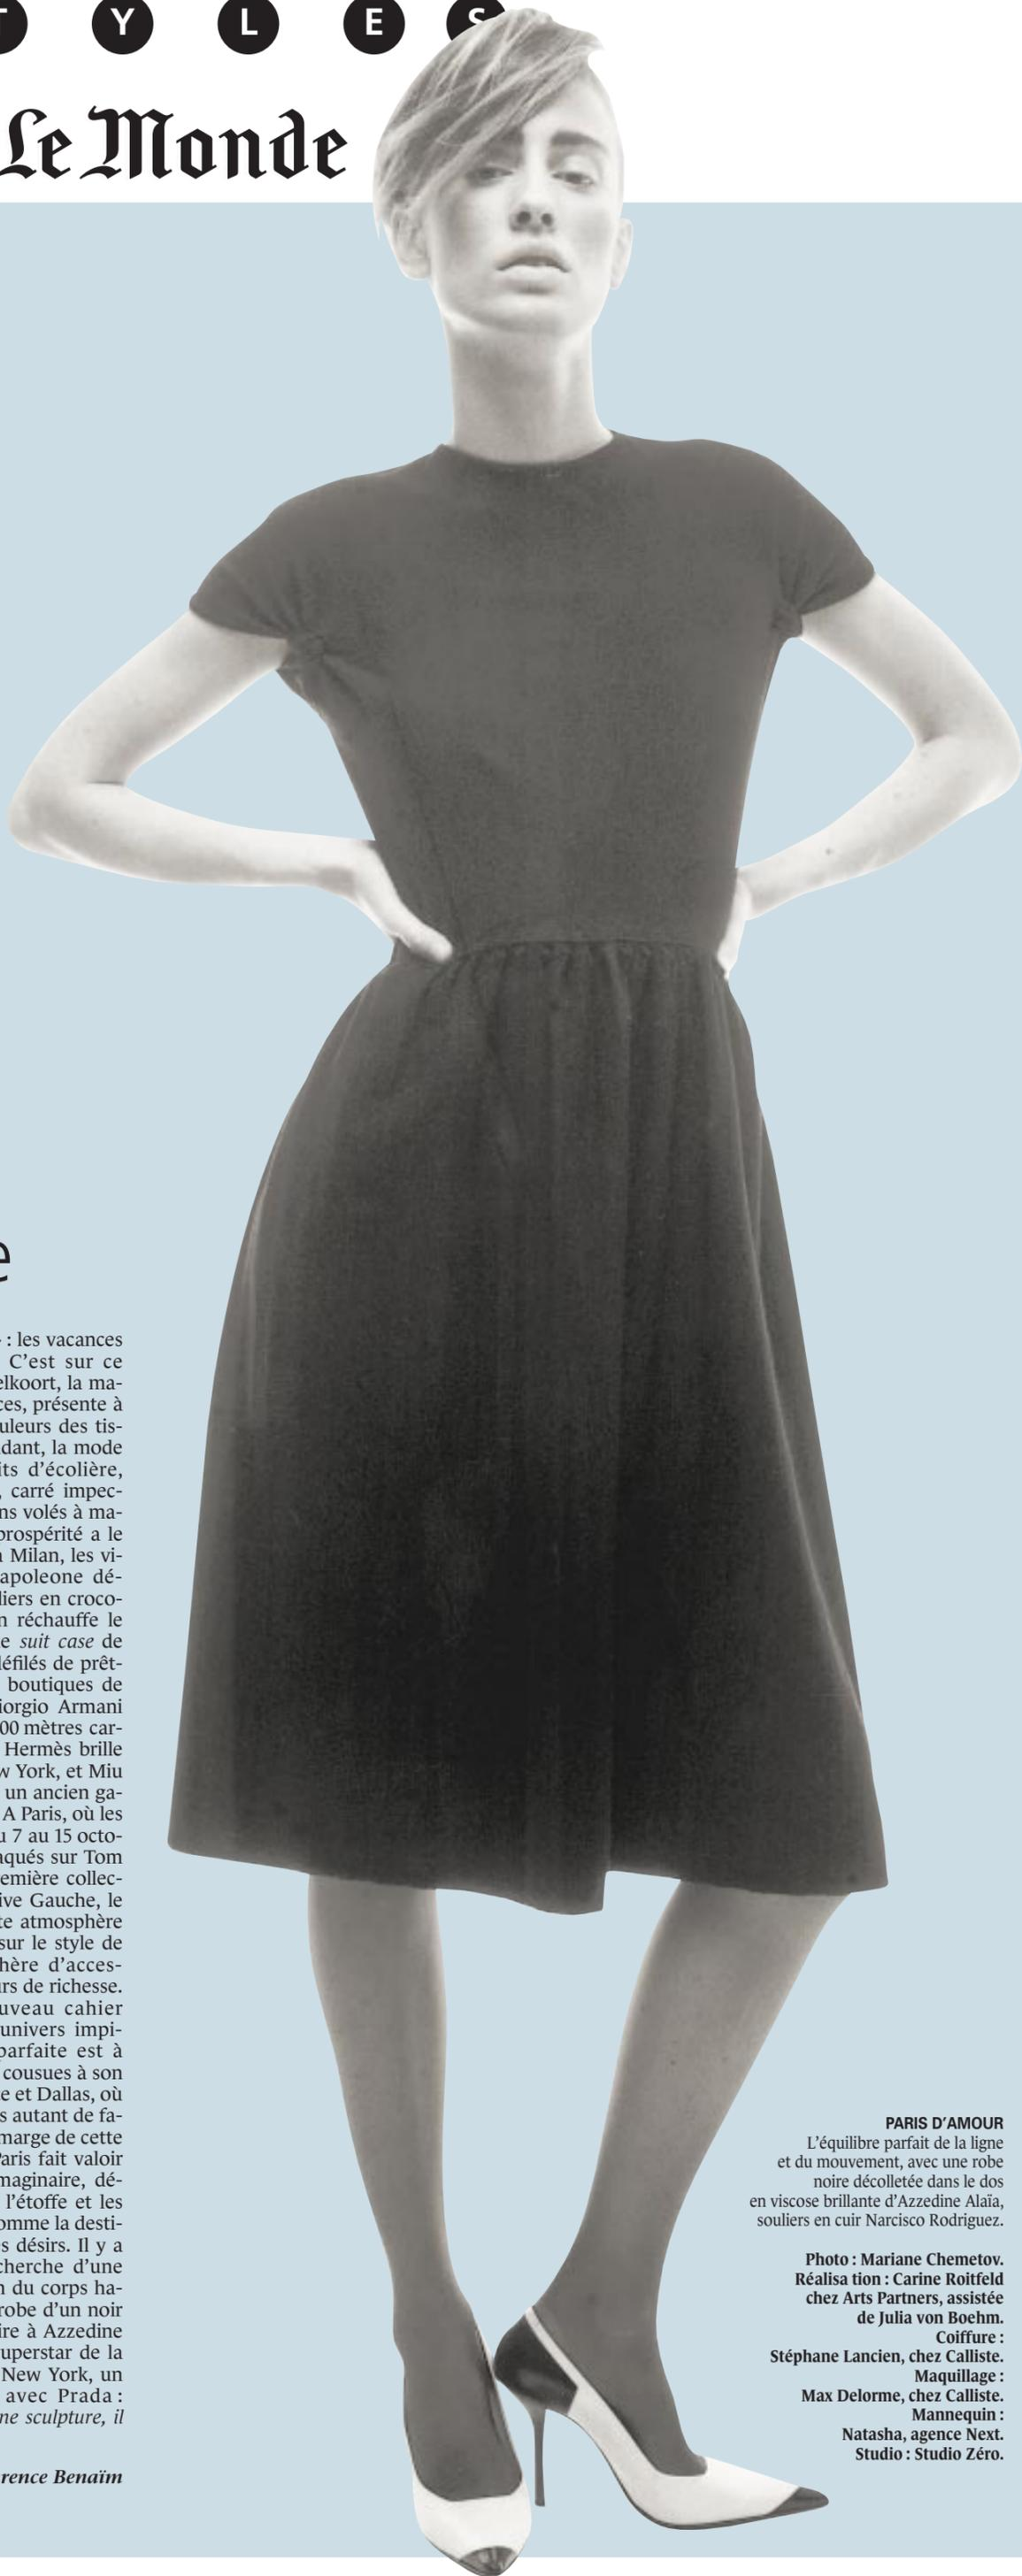 T Y L E S
Le Monde
e
: les vacances
C'est sur ce
elkoort, la ma-
ces, présente à
uleurs des tis-
dant, la mode
its d'écolière,
, carré impec-
ns volés à ma-
prospérité a le
Milan, les vi-
apoleone dé-
liers en croco-
n réchauffe le
e suit case de
éfilés de prêt-
boutiques de
iorgio Armani
00 mètres car-
Hermès brille
w York, et Miu
un ancien ga-
A Paris, où les
u 7 au 15 octo-
aqués sur Tom
emière collec-
ive Gauche, le
te atmosphère
sur le style de
hère d'acces-
rs de richesse.
uveau cahier
univers impi-
parfaite est à
cousues à son
e et Dallas, où
s autant de fa-
marge de cette
Paris fait valoir
maginaire, dé-
l'étoffe et les
omme la desti-
s désirs. Il y a
cherche d'une
n du corps ha-
robe d'un noir
ire à Azzedine
uperstar de la
New York, un
avec Prada :
ne sculpture, il
rence Benaïm
PARIS D'AMOUR
L'équilibre parfait de la ligne
et du mouvement, avec une robe
noire décolletée dans le dos
en viscose brillante d'Azzedine Alaïa,
souliers en cuir Narcisco Rodriguez.
Photo : Mariane Chemetov.
Réalisa tion : Carine Roitfeld
chez Arts Partners, assistée
de Julia von Boehm.
Coiffure :
Stéphane Lancien, chez Calliste.
Maquillage :
Max Delorme, chez Calliste.
Mannequin :
Natasha, agence Next.
Studio : Studio Zéro.